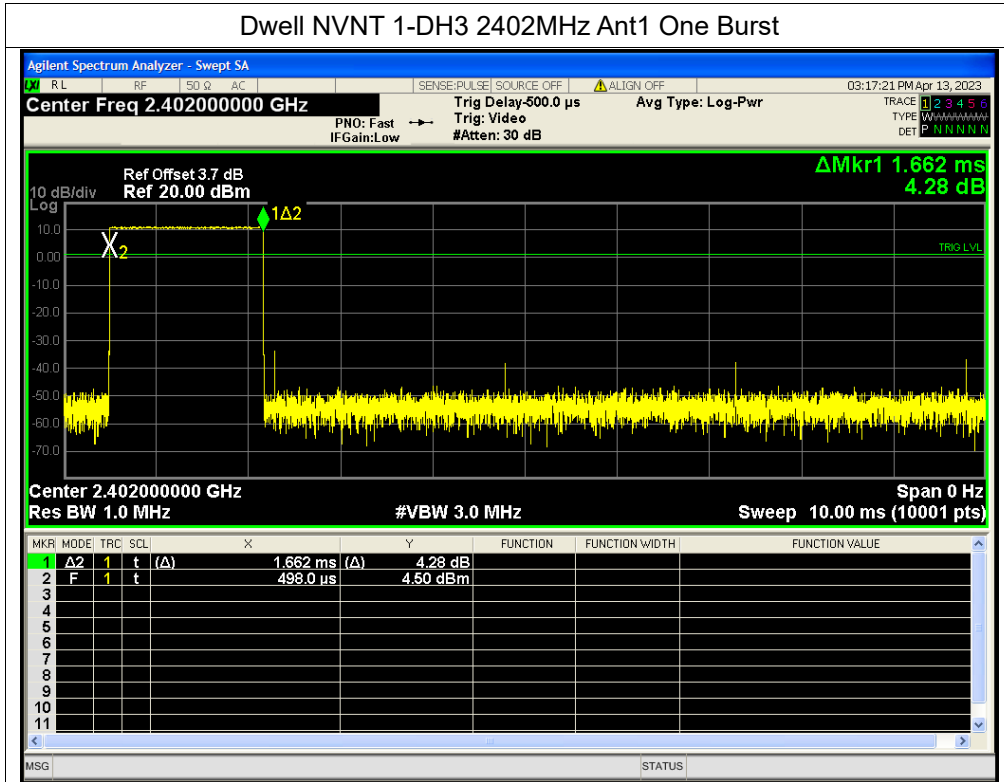 Dwell NVNT 1-DH3 2402MHz Ant1 One Burst
Agilent Spectrum Analyzer - Swept SA
LXI RL RF 50 Ω AC SENSE:PULSE SOURCE OFF ALIGN OFF 03:17:21 PM Apr 13, 2023
Center Freq 2.402000000 GHz Trig Delay-500.0 µs Avg Type: Log-Pwr TRACE 1 2 3 4 5 6
PNO: Fast Trig: Video TYPE WWWWWW
IFGain:Low #Atten: 30 dB DET P N N N N N
ΔMkr1 1.662 ms
4.28 dB
Ref Offset 3.7 dB
10 dB/div Ref 20.00 dBm
Log
1Δ2
10.0
2
0.00
TRIG LVL
-10.0
-20.0
-30.0
-40.0
-50.0
-60.0
-70.0
Center 2.402000000 GHz Span 0 Hz
Res BW 1.0 MHz #VBW 3.0 MHz Sweep 10.00 ms (10001 pts)
MKR MODE TRC SCL X Y FUNCTION FUNCTION WIDTH FUNCTION VALUE
1 Δ2 1 t (Δ) 1.662 ms (Δ) 4.28 dB
2 F 1 t 498.0 µs 4.50 dBm
3
4
5
6
7
8
9
10
11
MSG STATUS